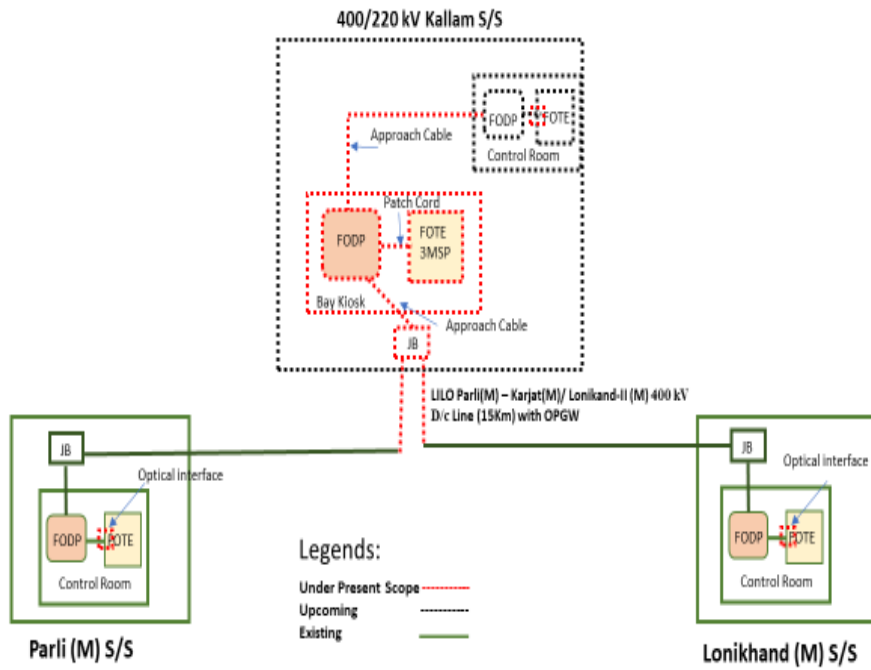 400/220 kV Kallam S/S
FODP
FOTE
Control Room
Approach Cable
Patch Cord
FODP
FOTE
3MSP
Bay Kiosk
Approach Cable
JB
LILO Parli(M) – Karjat(M)/ Lonikand-II (M) 400 kV
D/c Line (15Km) with OPGW
JB
Optical interface
FODP
FOTE
Control Room
Parli (M) S/S
JB
Optical interface
FODP
FOTE
Control Room
Lonikhand (M) S/S
Legends:
Under Present Scope
Upcoming
Existing